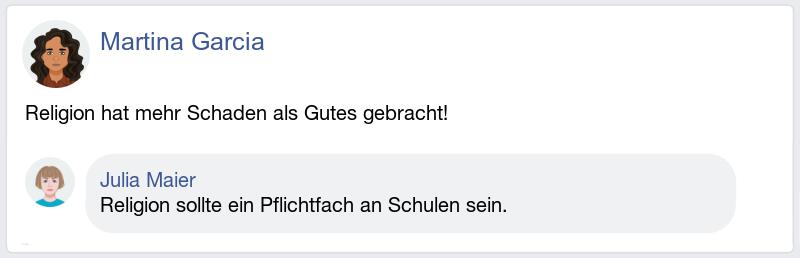 Martina Garcia
Religion hat mehr Schaden als Gutes gebracht!
Julia Maier
Religion sollte ein Pflichtfach an Schulen sein.